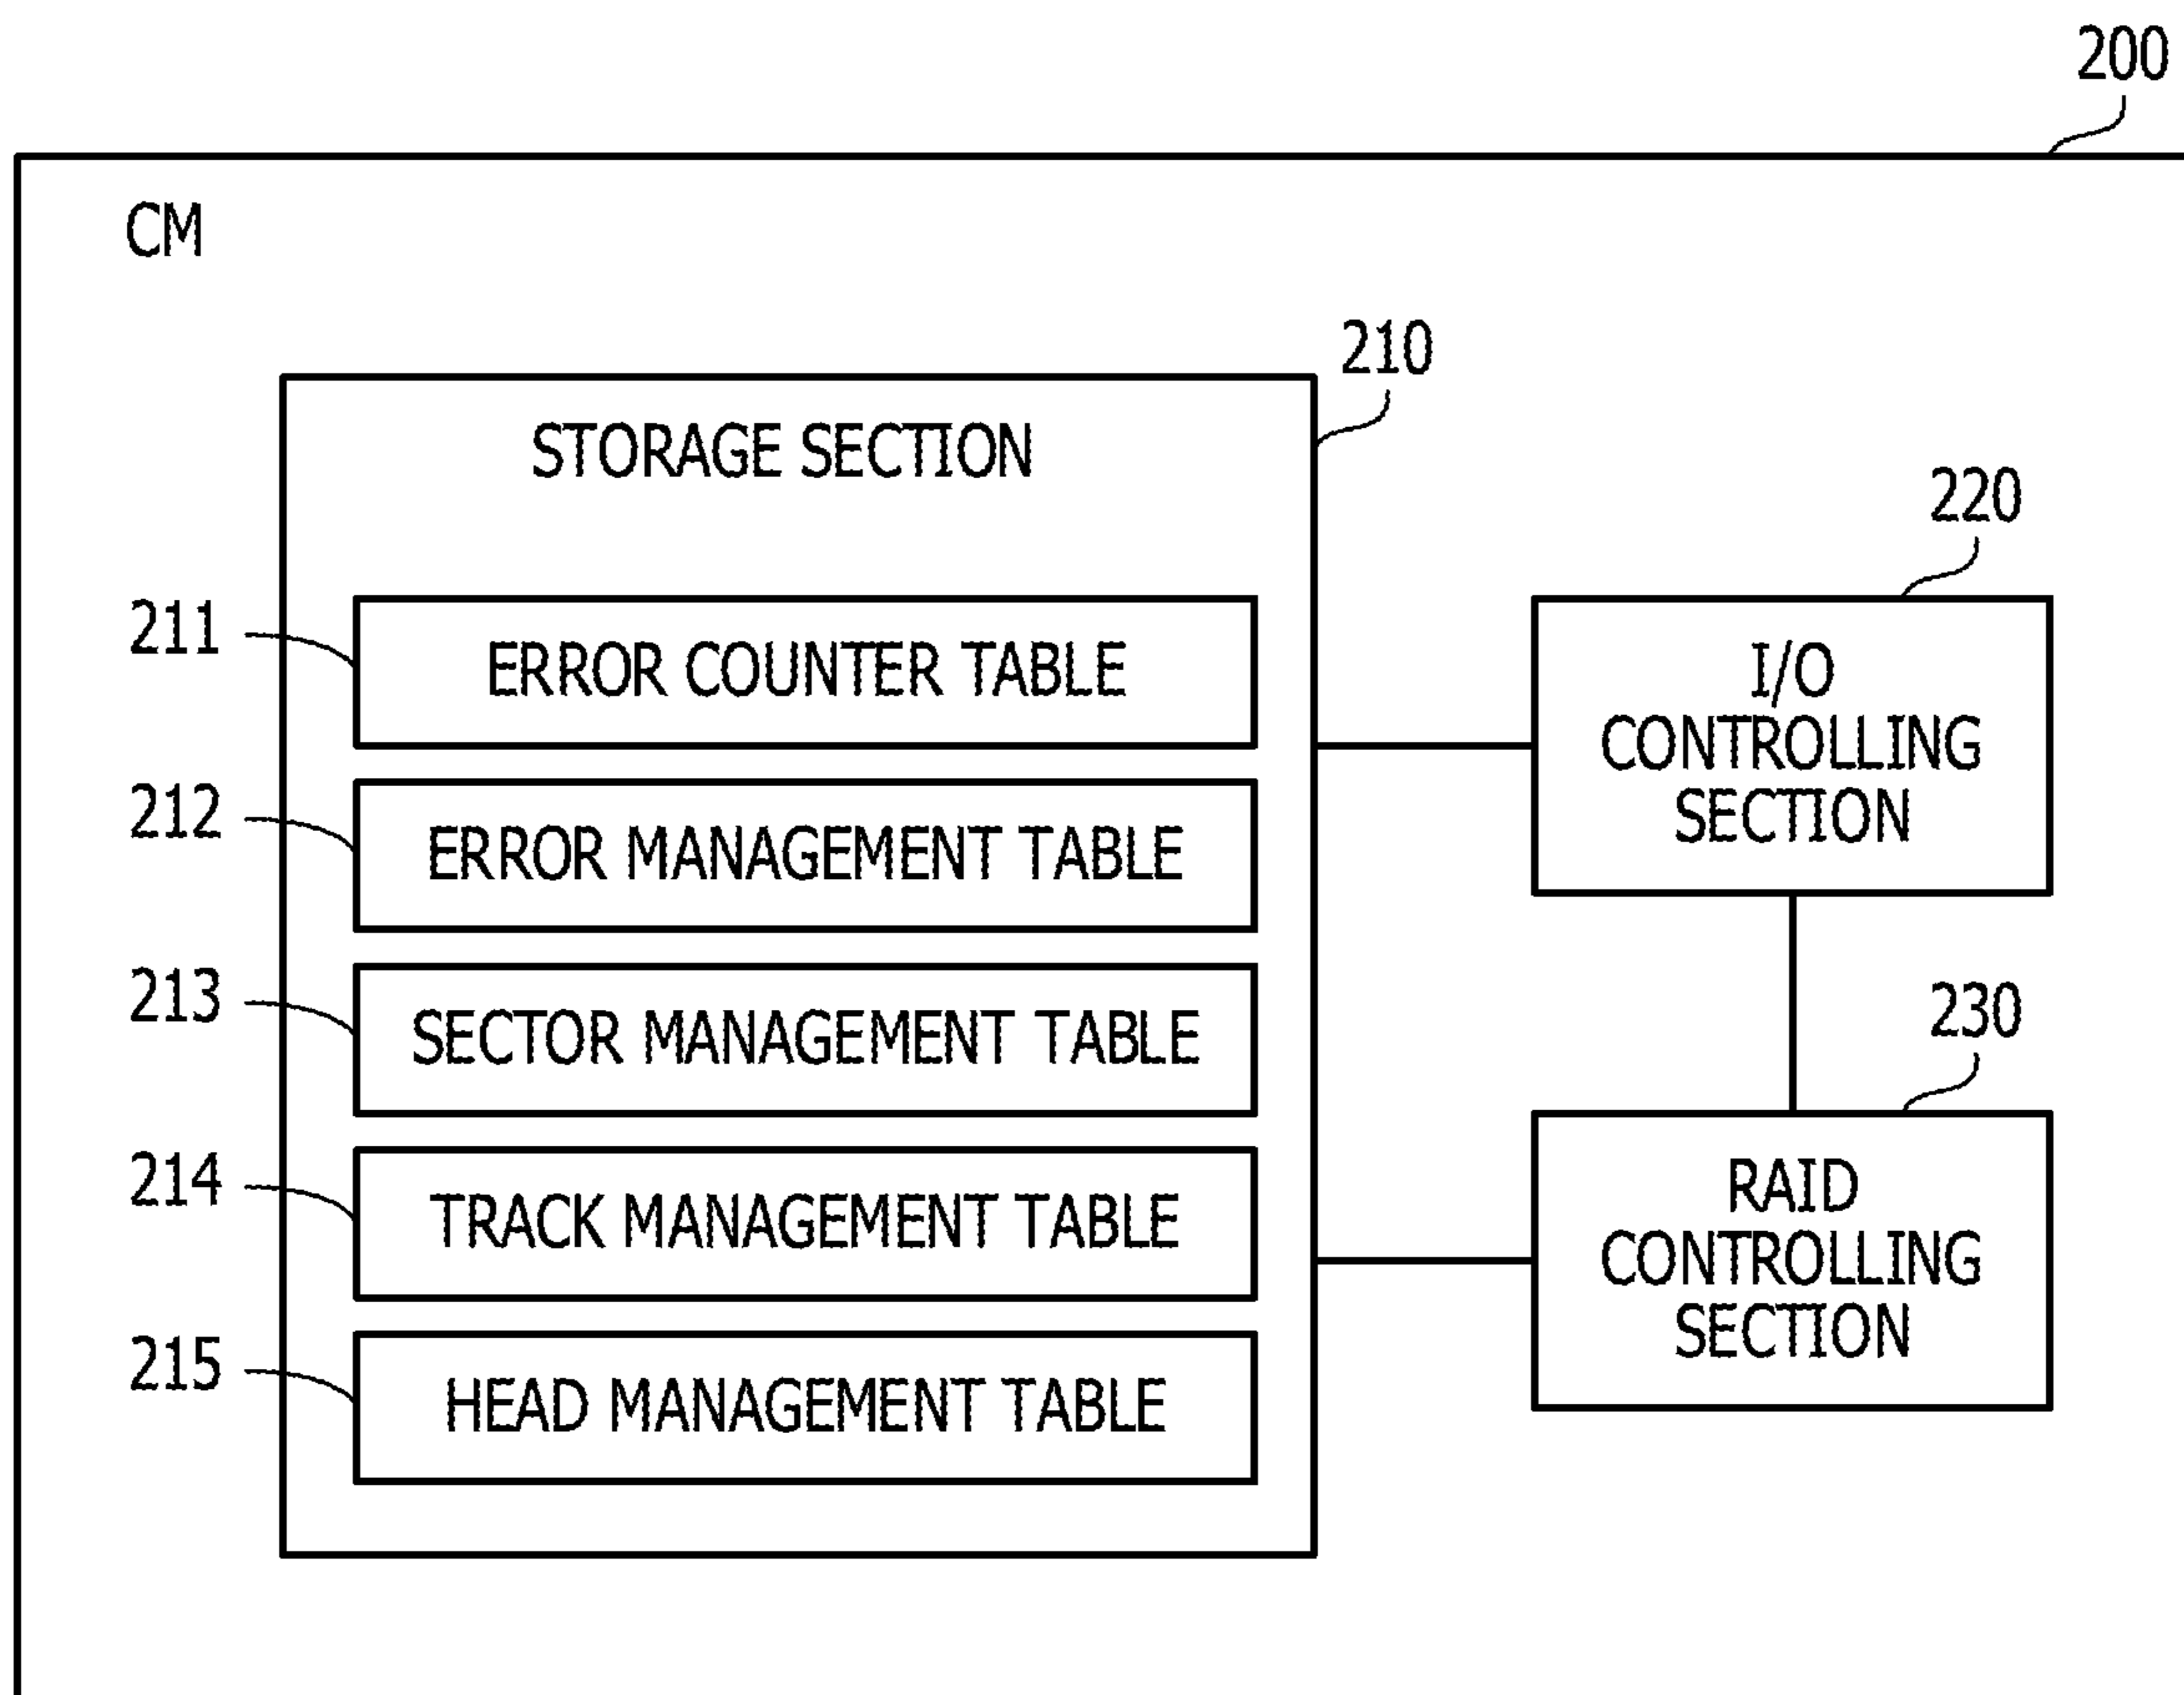 200
CM
210
STORAGE SECTION
220
211
ERROR COUNTER TABLE
I/O
CONTROLLING
SECTION
212
ERROR MANAGEMENT TABLE
213
SECTOR MANAGEMENT TABLE
230
214
TRACK MANAGEMENT TABLE
RAID
CONTROLLING
SECTION
215
HEAD MANAGEMENT TABLE